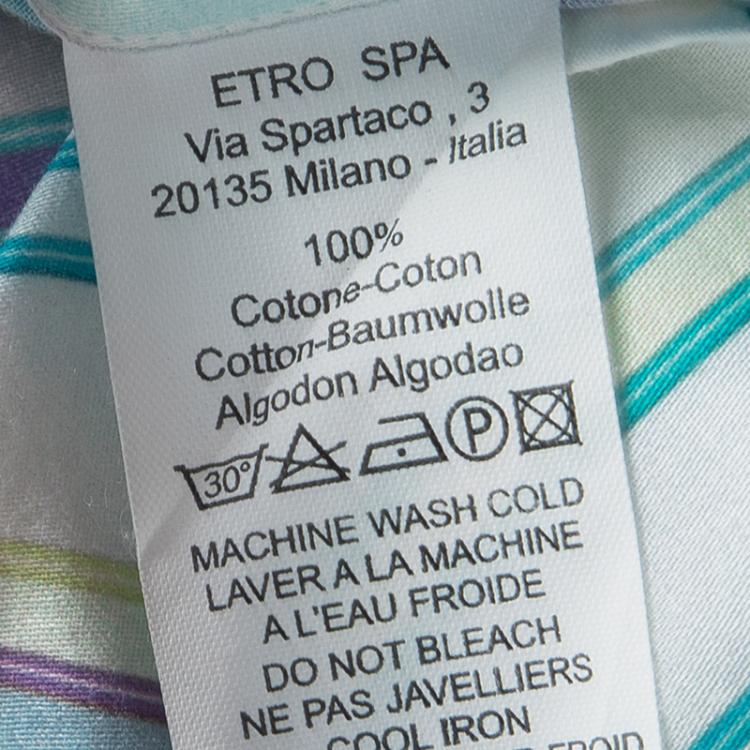 ETRO SPA
Via Spartaco , 3
20135 Milano - Italia
100%
Cotone-Coton
Cotton-Baumwolle
Algodon Algodao
30° P
MACHINE WASH COLD
LAVER A LA MACHINE
A L'EAU FROIDE
DO NOT BLEACH
NE PAS JAVELLIERS
COOL IRON
FROID